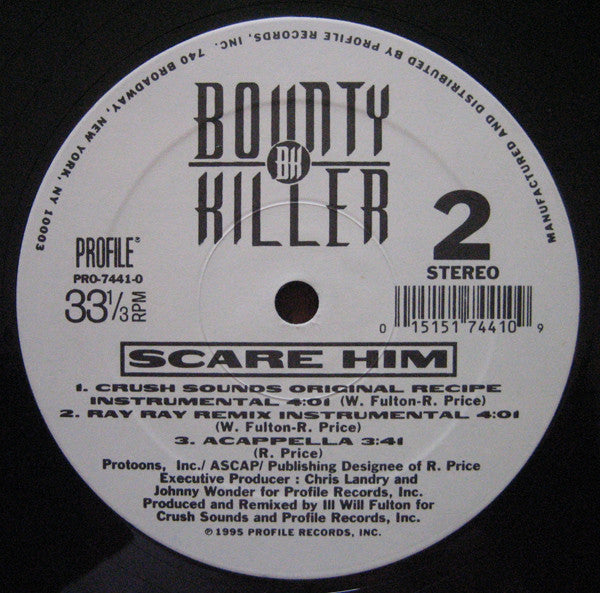 MANUFACTURED AND DISTRIBUTED BY PROFILE RECORDS, INC. 740 BROADWAY, NEW YORK, NY 10003
BOUNTY
BK
KILLER
2
STEREO
PROFILE®
PRO-7441-0
33 1/3 RPM
0 15151 74410 9
SCARE HIM
1. CRUSH SOUNDS ORIGINAL RECIPE
INSTRUMENTAL 4:01 (W. Fulton-R. Price)
2. RAY RAY REMIX INSTRUMENTAL 4:01
(W. Fulton-R. Price)
3. ACAPPELLA 3:41
(R. Price)
Protoons, Inc./ ASCAP/ Publishing Designee of R. Price
Executive Producer : Chris Landry and
Johnny Wonder for Profile Records, Inc.
Produced and Remixed by Ill Will Fulton for
Crush Sounds and Profile Records, Inc.
℗ 1995 PROFILE RECORDS, INC.